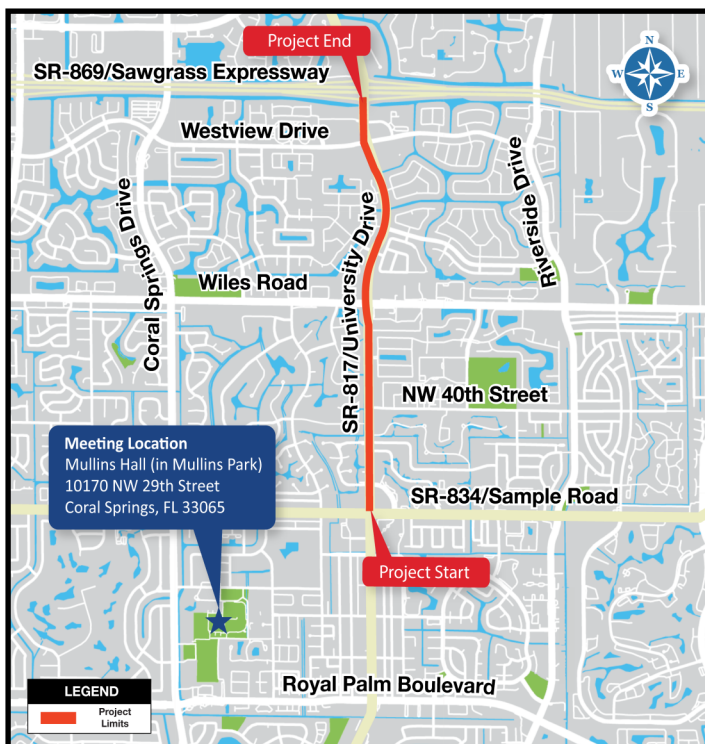 Project End
N
W E
S
SR-869/Sawgrass Expressway
Westview Drive
Coral Springs Drive
Riverside Drive
SR-817/University Drive
Wiles Road
NW 40th Street
Meeting Location
Mullins Hall (in Mullins Park)
10170 NW 29th Street
Coral Springs, FL 33065
SR-834/Sample Road
Project Start
Royal Palm Boulevard
LEGEND
Project
Limits